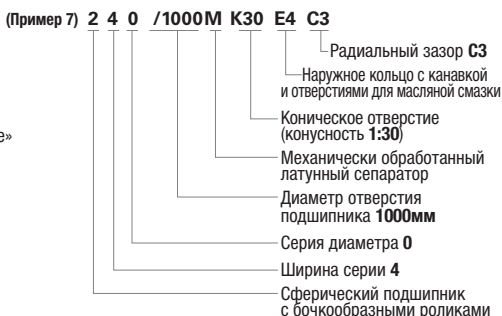 (Пример 7) 2 4 0 /1000 M K30 E4 C3
Радиальный зазор C3
Наружное кольцо с канавкой
и отверстиями для масляной смазки
Коническое отверстие
(конусность 1:30)
е»
Механически обработанный
латунный сепаратор
Диаметр отверстия
подшипника 1000мм
Серия диаметра 0
Ширина серии 4
Сферический подшипник
с бочкообразными роликами